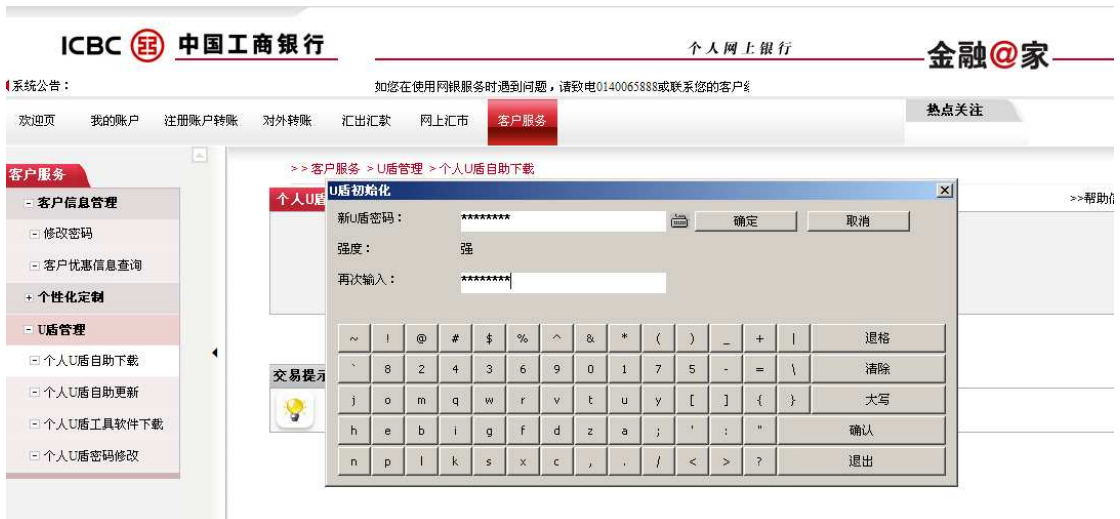 ICBC 中国工商银行
个人网上银行
金融@家
系统公告：
如您在使用网银服务时遇到问题，请致电0140065888或联系您的客户
欢迎页 我的账户 注册账户转账 对外转账 汇出汇款 网上汇市 客户服务
热点关注
客户服务
- 客户信息管理
- 修改密码
- 客户优惠信息查询
+ 个性化定制
- U盾管理
- 个人U盾自助下载
- 个人U盾自助更新
- 个人U盾工具软件下载
- 个人U盾密码修改
>>客户服务 >U盾管理 >个人U盾自助下载
个人U盾
>>帮助信
交易提示
U盾初始化
新U盾密码： ******** 确定 取消
强度： 强
再次输入： ********
~ ! @ # $ % ^ & * ( ) _ + | 退格
` 8 2 4 3 6 9 0 1 7 5 - = \ 清除
j o m q w r v t u y [ ] { } 大写
h e b i g f d z a ; ' : " 确认
n p l k s x c , . / < > ? 退出